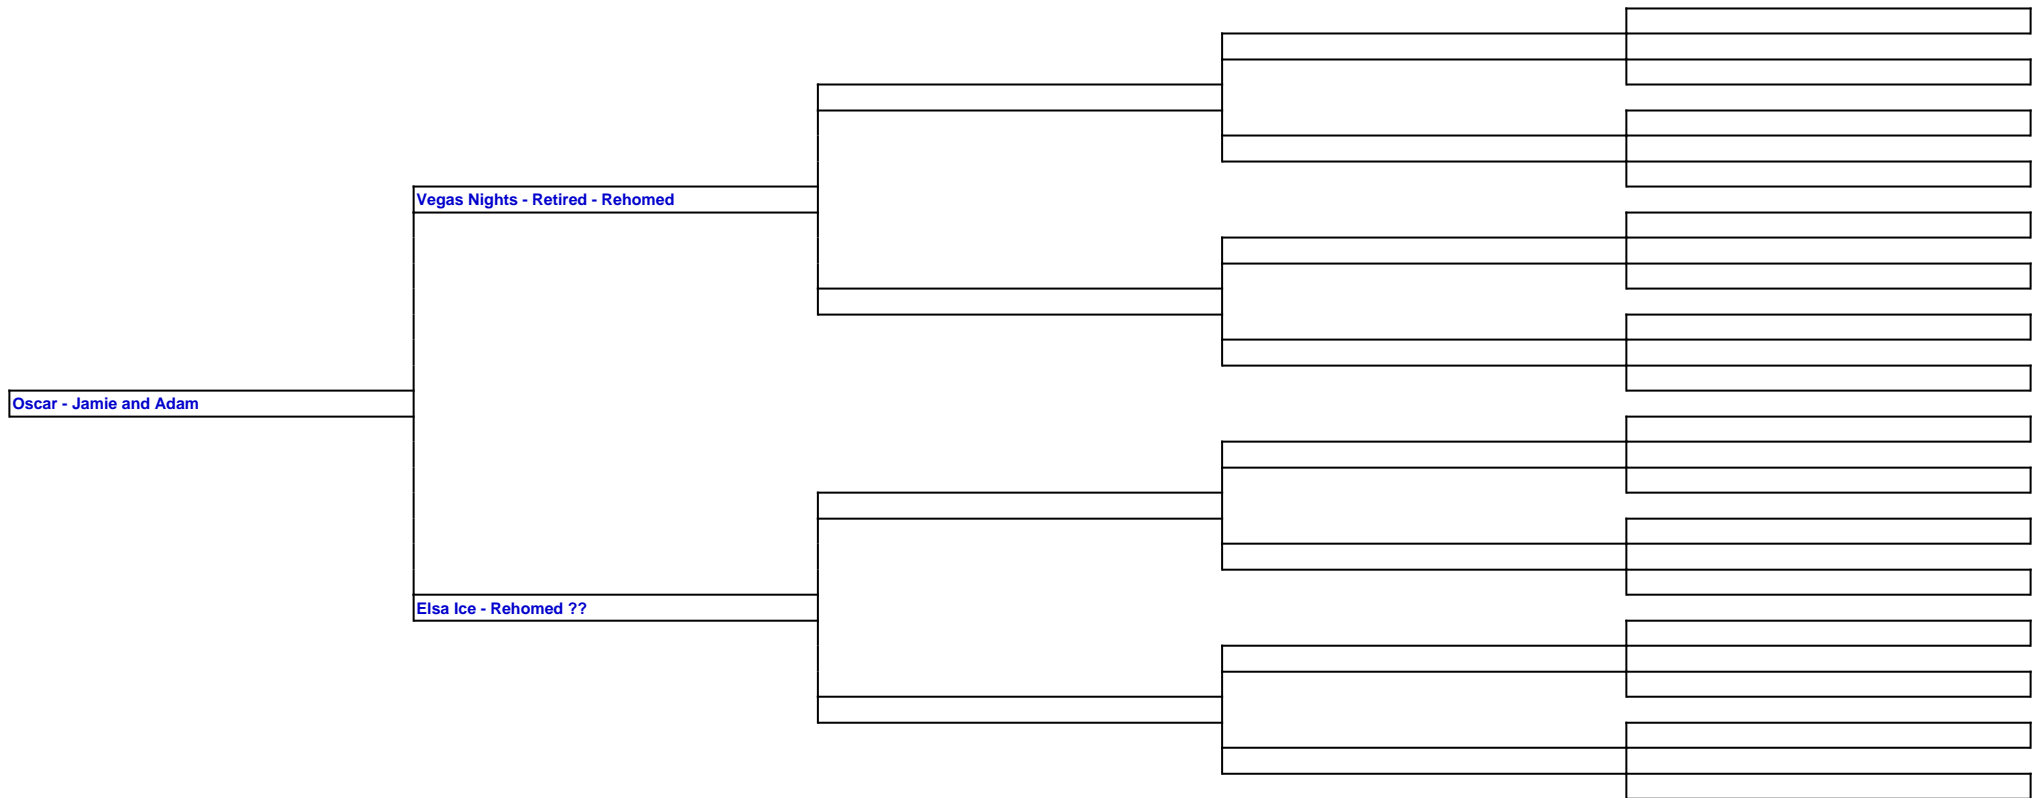 Vegas Nights - Retired - Rehomed
Oscar - Jamie and Adam
Elsa Ice - Rehomed ??